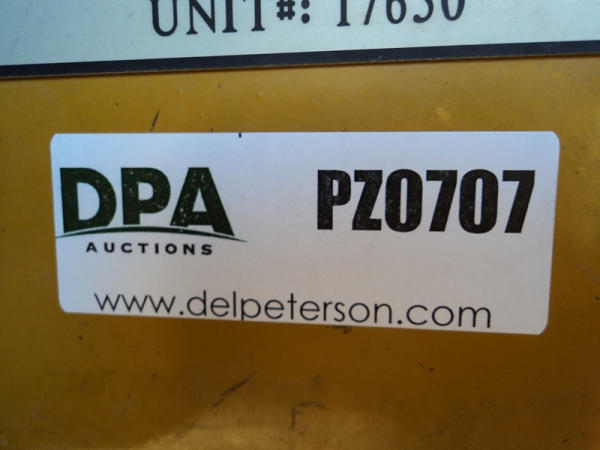 UNIT#: 17650
DPA
AUCTIONS
PZ0707
www.delpeterson.com